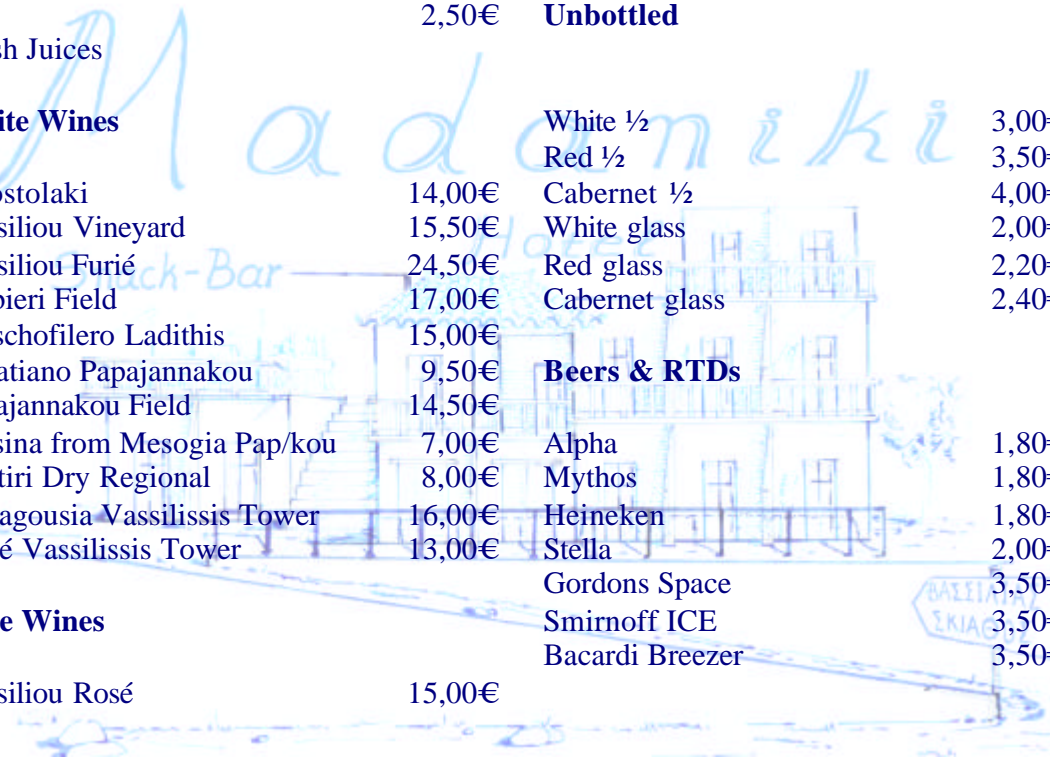 Madaniki
Snack-Bar
Hotel
2,50€
sh Juices
ite Wines
ostolaki 14,00€
siliou Vineyard 15,50€
siliou Furié 24,50€
pieri Field 17,00€
schofilero Ladithis 15,00€
atiano Papajannakou 9,50€
ajannakou Field 14,50€
sina from Mesogia Pap/kou 7,00€
tiri Dry Regional 8,00€
agousia Vassilissis Tower 16,00€
é Vassilissis Tower 13,00€
e Wines
siliou Rosé 15,00€
Unbottled
White ½ 3,00€
Red ½ 3,50€
Cabernet ½ 4,00€
White glass 2,00€
Red glass 2,20€
Cabernet glass 2,40€
Beers & RTDs
Alpha 1,80€
Mythos 1,80€
Heineken 1,80€
Stella 2,00€
Gordons Space 3,50€
Smirnoff ICE 3,50€
Bacardi Breezer 3,50€
ΣΚΙΑΘΟΣ